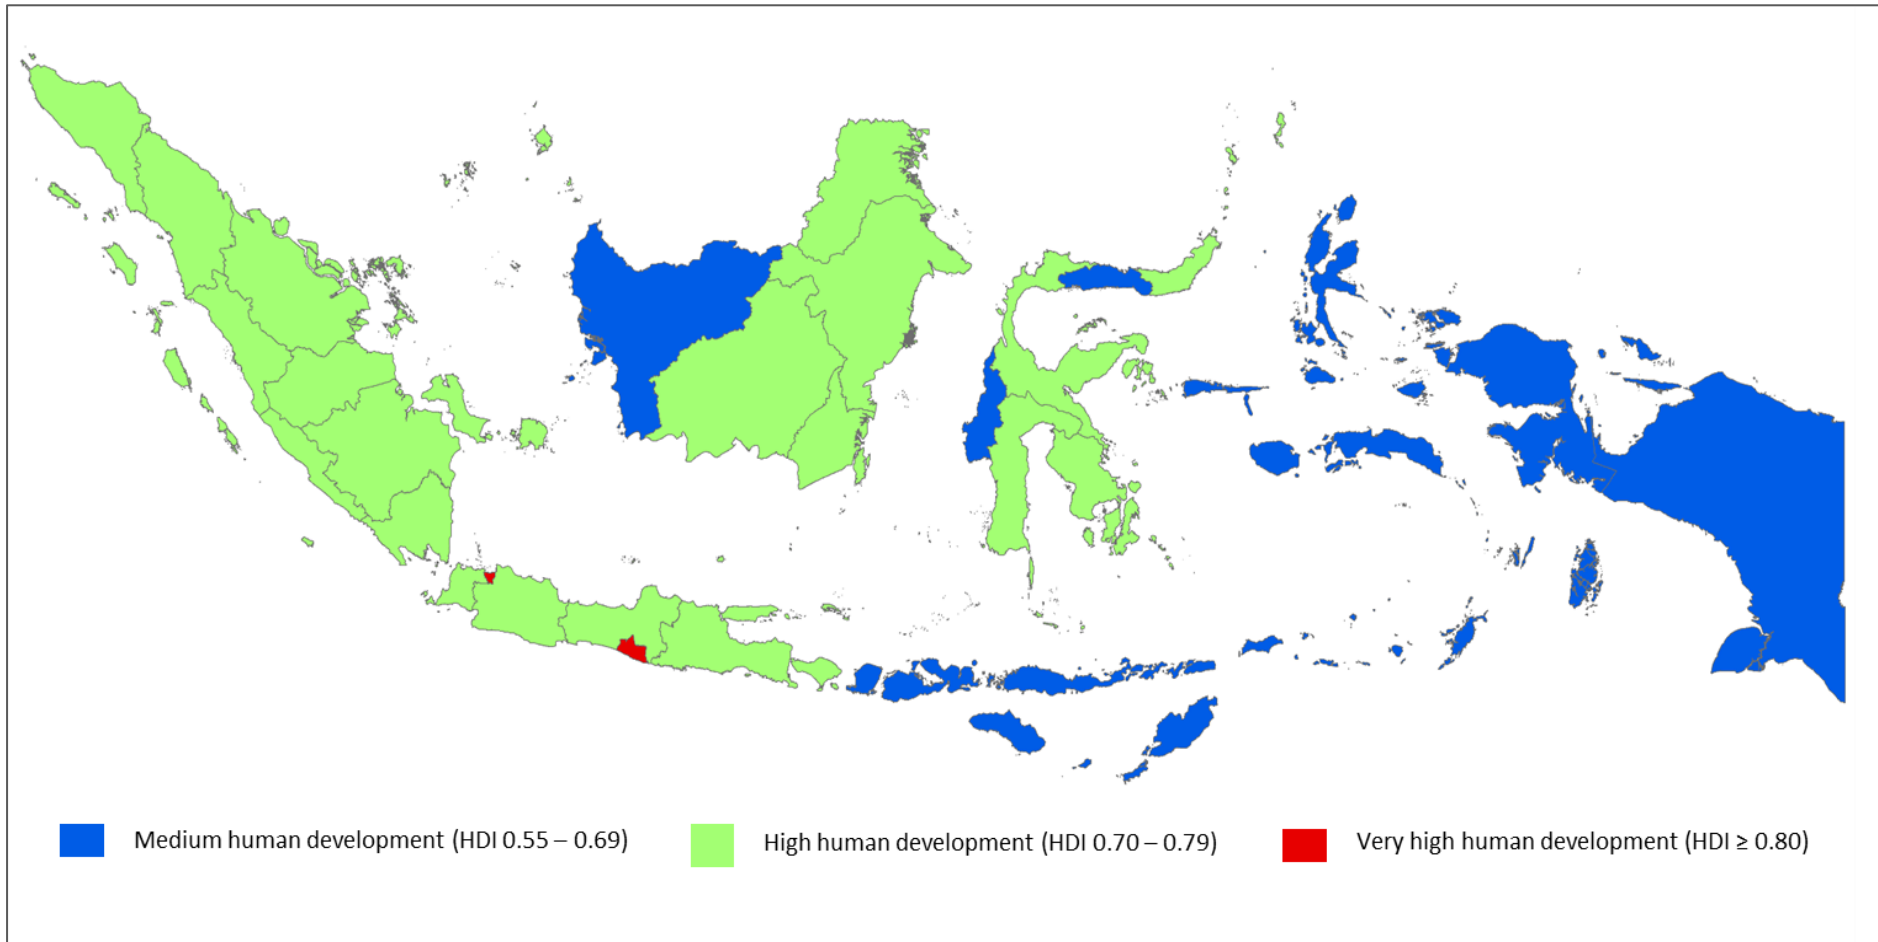 Medium human development (HDI 0.55 – 0.69)
High human development (HDI 0.70 – 0.79)
Very high human development (HDI ≥ 0.80)